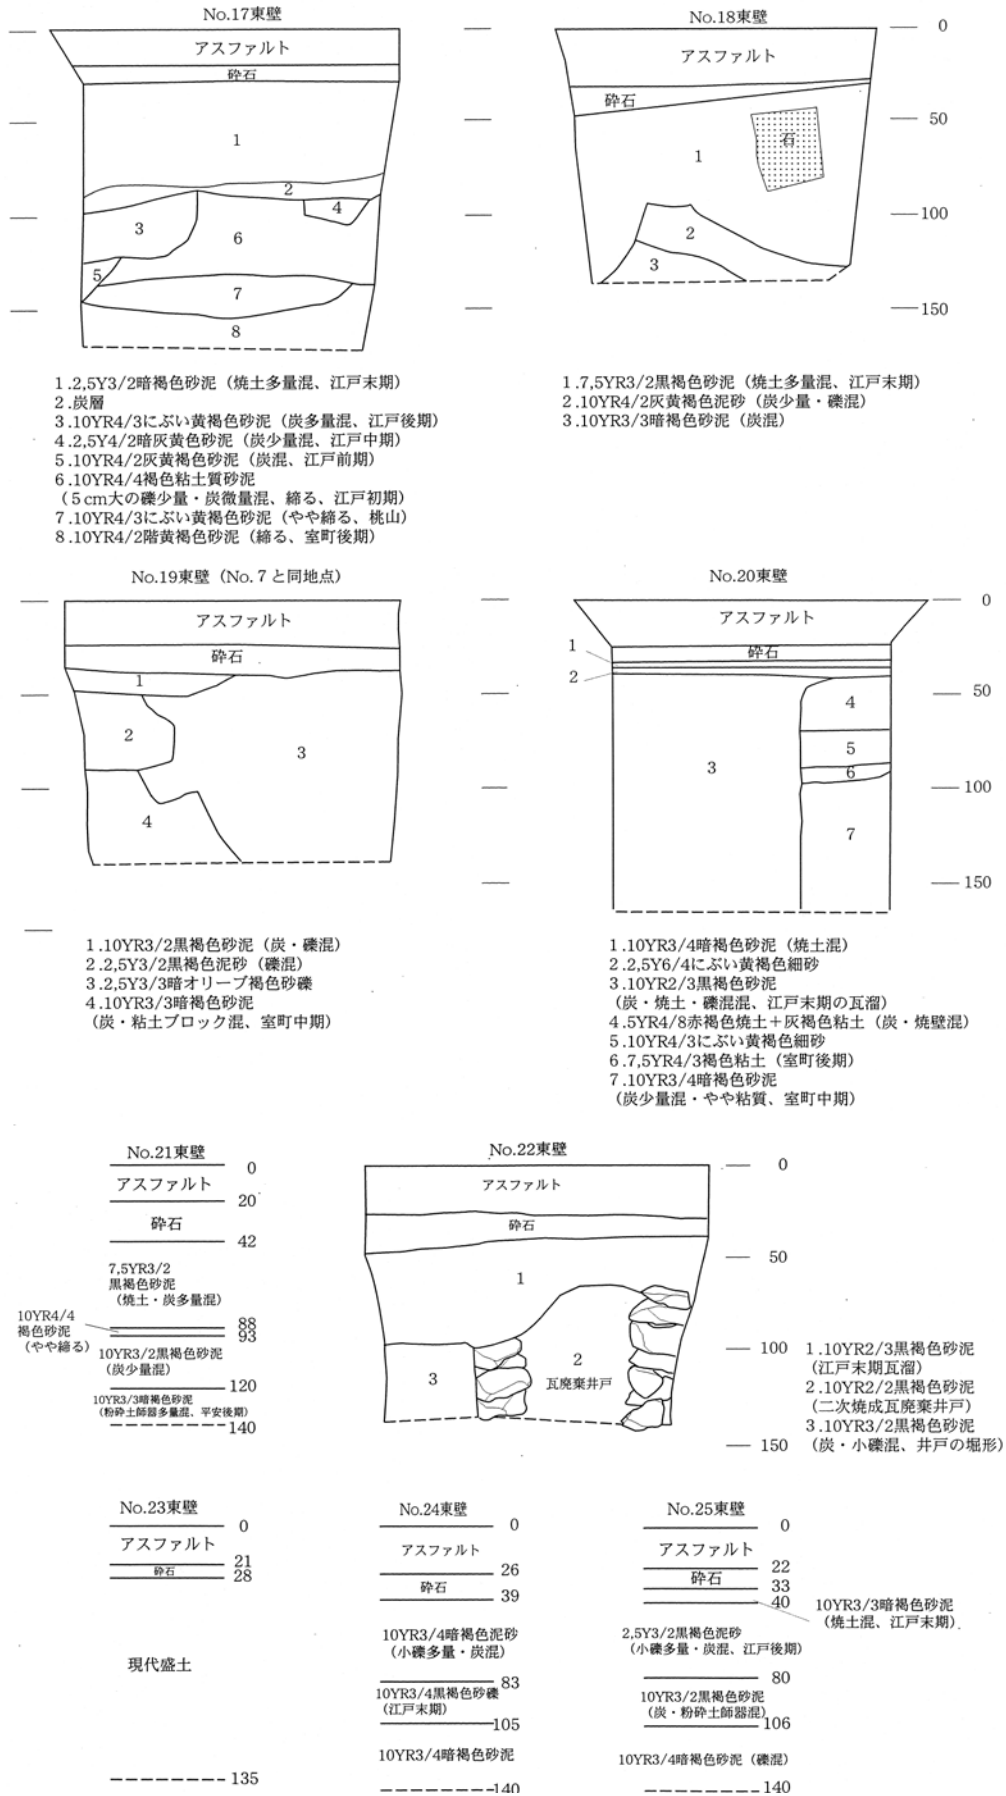 No.17東壁
アスファルト
砕石
1
2
3
4
6
5
7
8
No.18東壁
0
アスファルト
砕石
50
石
1
100
2
3
150
1.2,5Y3/2暗褐色砂泥（焼土多量混、江戸末期）
2.炭層
3.10YR4/3にぶい黄褐色砂泥（炭多量混、江戸後期）
4.2,5Y4/2暗灰黄色砂泥（炭少量混、江戸中期）
5.10YR4/2灰黄褐色砂泥（炭混、江戸前期）
6.10YR4/4褐色粘土質砂泥
（5cm大の礫少量・炭微量混、締る、江戸初期）
7.10YR4/3にぶい黄褐色砂泥（やや締る、桃山）
8.10YR4/2階黄褐色砂泥（締る、室町後期）
1.7,5YR3/2黒褐色砂泥（焼土多量混、江戸末期）
2.10YR4/2灰黄褐色泥砂（炭少量・礫混）
3.10YR3/3暗褐色砂泥（炭混）
No.19東壁（No.7と同地点）
アスファルト
砕石
1
2
3
4
No.20東壁
0
アスファルト
1
砕石
2
50
4
5
3
6
100
7
150
1.10YR3/2黒褐色砂泥（炭・礫混）
2.2,5Y3/2黒褐色泥砂（礫混）
3.2,5Y3/3暗オリーブ褐色砂礫
4.10YR3/3暗褐色砂泥
（炭・粘土ブロック混、室町中期）
1.10YR3/4暗褐色砂泥（焼土混）
2.2,5Y6/4にぶい黄褐色細砂
3.10YR2/3黒褐色砂泥
（炭・焼土・礫混混、江戸末期の瓦溜）
4.5YR4/8赤褐色焼土＋灰褐色粘土（炭・焼壁混）
5.10YR4/3にぶい黄褐色細砂
6.7,5YR4/3褐色粘土（室町後期）
7.10YR3/4暗褐色砂泥
（炭少量混・やや粘質、室町中期）
No.21東壁
0
アスファルト
20
砕石
42
7,5YR3/2
黒褐色砂泥
（焼土・炭多量混）
88
10YR4/4
褐色砂泥
（やや締る）
93
10YR3/2黒褐色砂泥
（炭少量混）
120
10YR3/3暗褐色砂泥
（粉砕土師器多量混、平安後期）
140
No.22東壁
0
アスファルト
砕石
50
1
100
2
瓦廃棄井戸
3
150
1.10YR2/3黒褐色砂泥
（江戸末期瓦溜）
2.10YR2/2黒褐色砂泥
（二次焼成瓦廃棄井戸）
3.10YR3/2黒褐色砂泥
（炭・小礫混、井戸の堀形）
No.23東壁
0
アスファルト
21
砕石
28
現代盛土
135
No.24東壁
0
アスファルト
26
砕石
39
10YR3/4暗褐色泥砂
（小礫多量・炭混）
83
10YR3/4黒褐色砂礫
（江戸末期）
105
10YR3/4暗褐色砂泥
140
No.25東壁
0
アスファルト
22
砕石
33
40
10YR3/3暗褐色砂泥
（焼土混、江戸末期）
2,5Y3/2黒褐色泥砂
（小礫多量・炭混、江戸後期）
80
10YR3/2黒褐色砂泥
（炭・粉砕土師器混）
106
10YR3/4暗褐色砂泥（礫混）
140